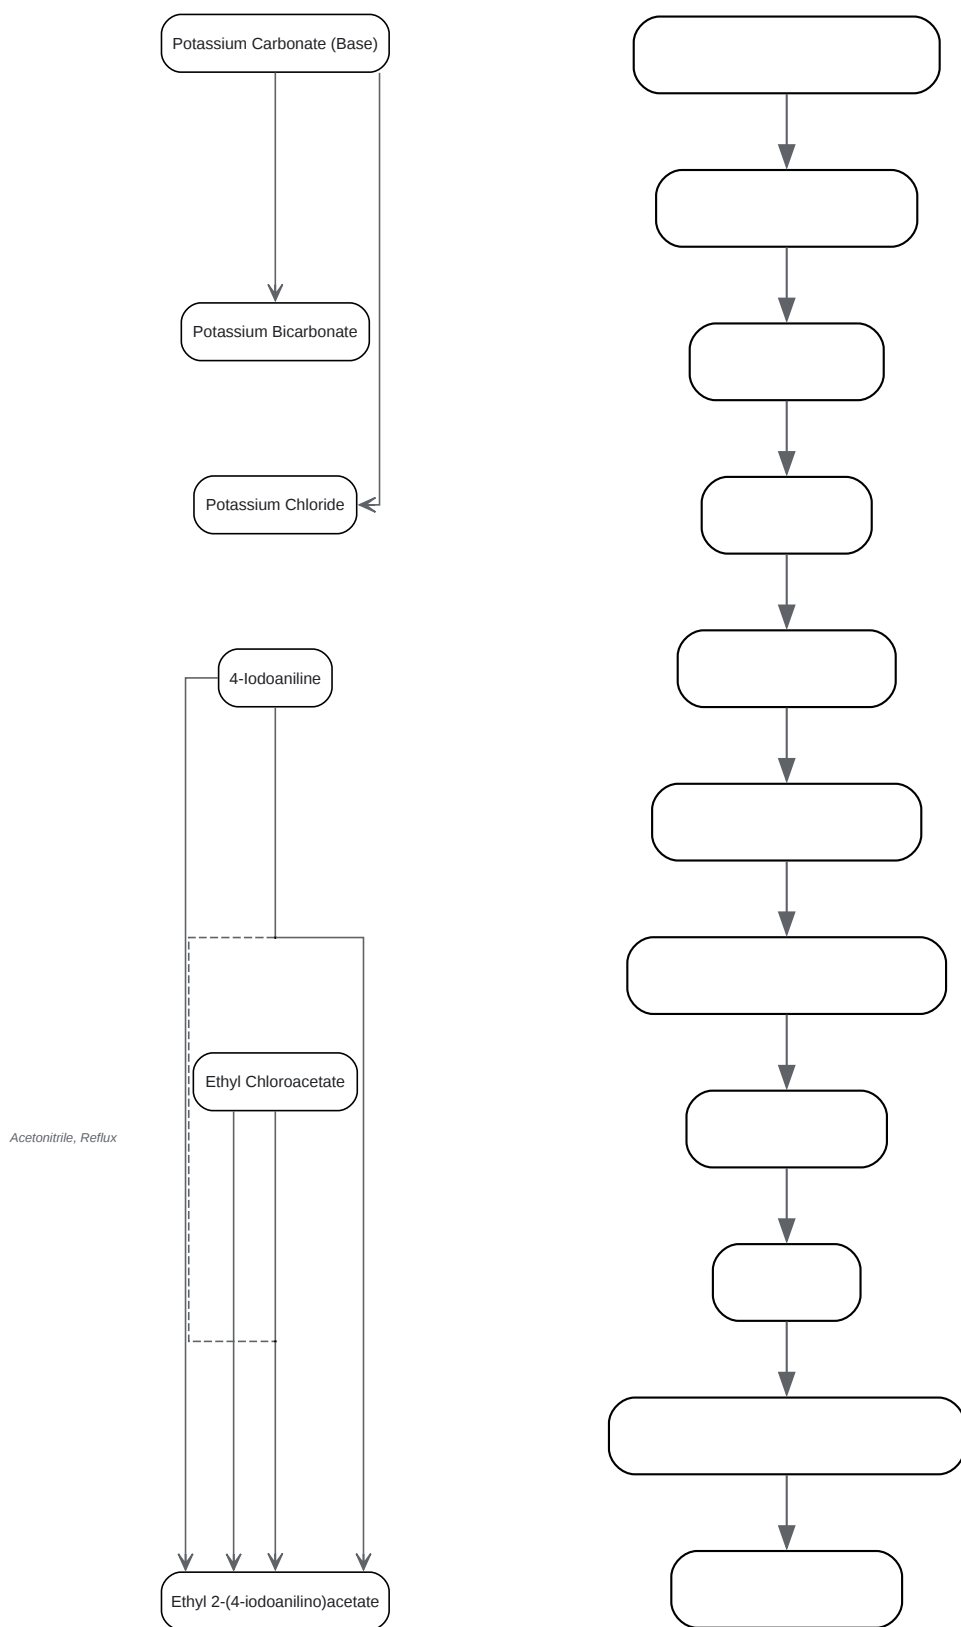 Potassium Carbonate (Base)
Potassium Bicarbonate
Potassium Chloride
4-Iodoaniline
Ethyl Chloroacetate
Acetonitrile, Reflux
Ethyl 2-(4-iodoanilino)acetate